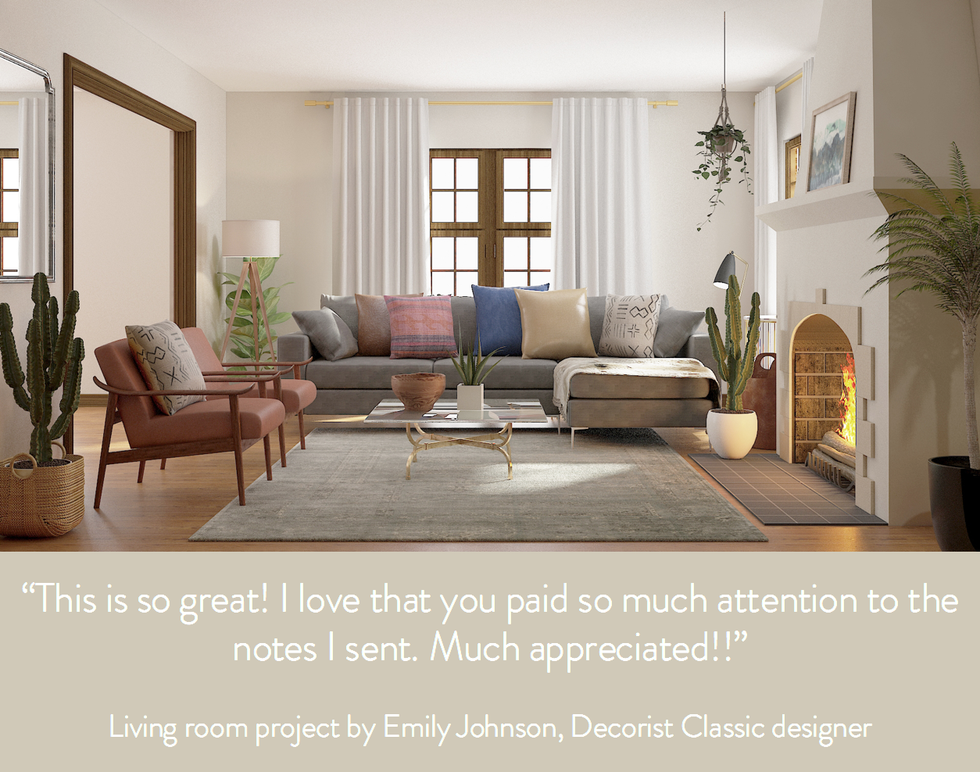 “This is so great! I love that you paid so much attention to the
notes I sent. Much appreciated!!”
Living room project by Emily Johnson, Decorist Classic designer